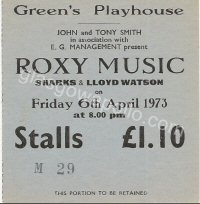 Green's Playhouse
JOHN and TONY SMITH
in association with
E. G. MANAGEMENT present
ROXY MUSIC
SHARKS & LLOYD WATSON
on
Friday 6th April 1973
at 8.00 pm
Stalls £1.10
M 29
THIS PORTION TO BE RETAINED